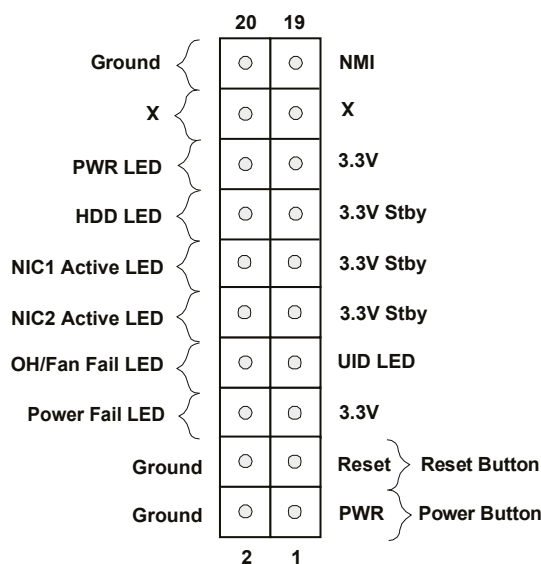 20 19
Ground NMI
X X
PWR LED 3.3V
HDD LED 3.3V Stby
NIC1 Active LED 3.3V Stby
NIC2 Active LED 3.3V Stby
OH/Fan Fail LED UID LED
Power Fail LED 3.3V
Ground Reset Reset Button
Ground PWR Power Button
2 1